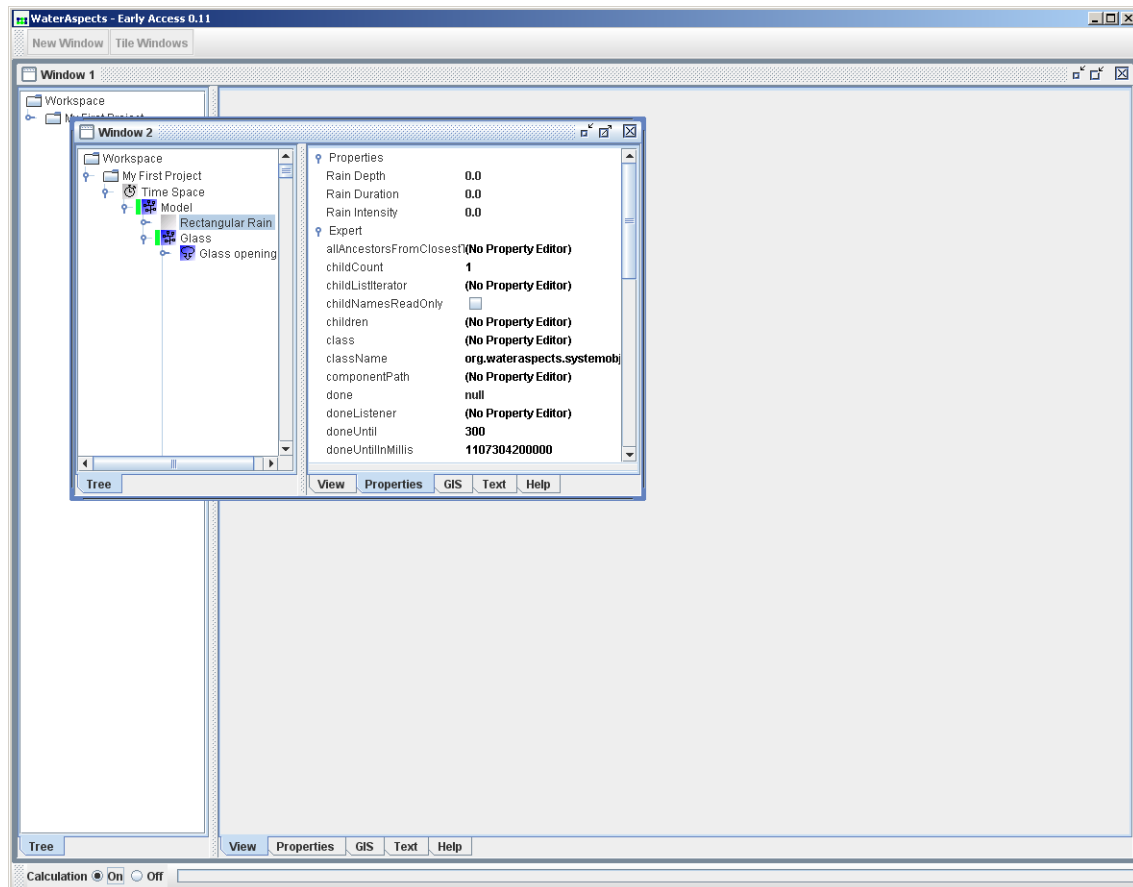 WaterAspects - Early Access 0.11
New Window Tile Windows
Window 1
Workspace
Window 2
Workspace
My First Project
Time Space
Model
Rectangular Rain
Glass
Glass opening
Properties
Rain Depth 0.0
Rain Duration 0.0
Rain Intensity 0.0
Expert
allAncestorsFromClosest (No Property Editor)
childCount 1
childListIterator (No Property Editor)
childNamesReadOnly
children (No Property Editor)
class (No Property Editor)
className org.wateraspects.systemobj
componentPath (No Property Editor)
done null
doneListener (No Property Editor)
doneUntil 300
doneUntilInMillis 1107304200000
Tree
View Properties GIS Text Help
Tree
View Properties GIS Text Help
Calculation On Off